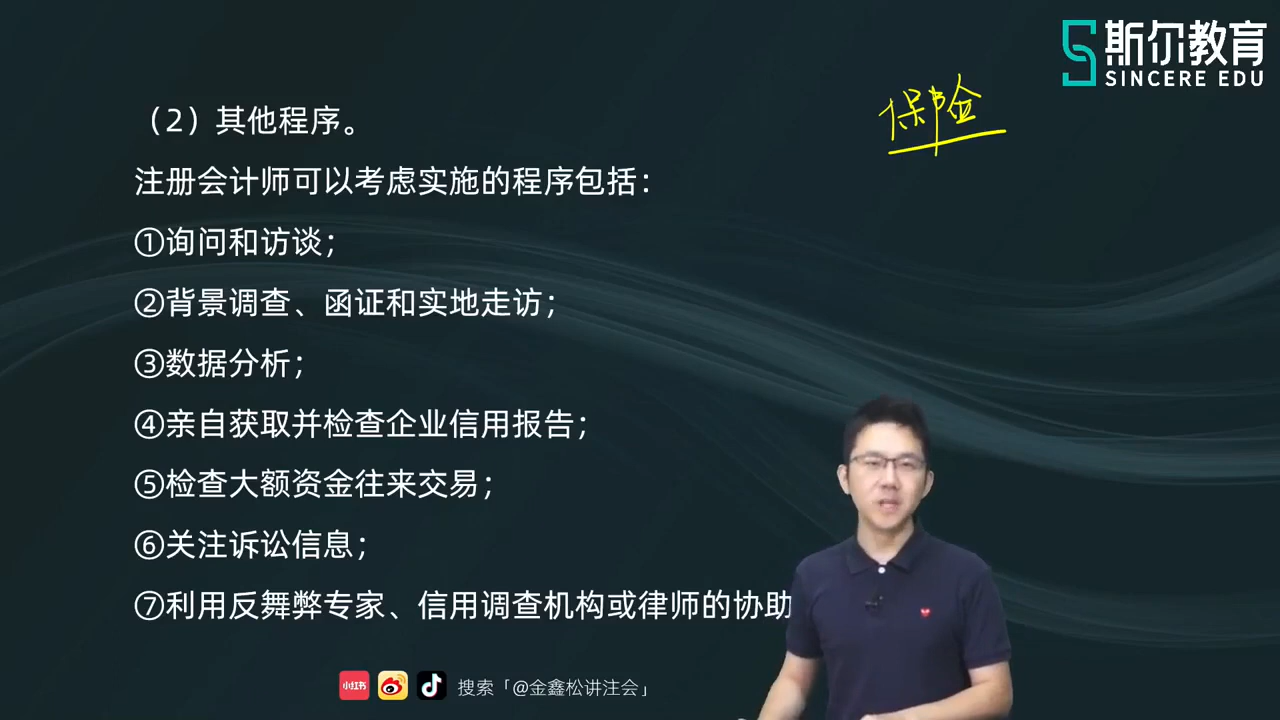 斯尔教育
SINCERE EDU
保险
（2）其他程序。
注册会计师可以考虑实施的程序包括：
①询问和访谈；
②背景调查、函证和实地走访；
③数据分析；
④亲自获取并检查企业信用报告；
⑤检查大额资金往来交易；
⑥关注诉讼信息；
⑦利用反舞弊专家、信用调查机构或律师的协助
小红书
搜索「@金鑫松讲注会」